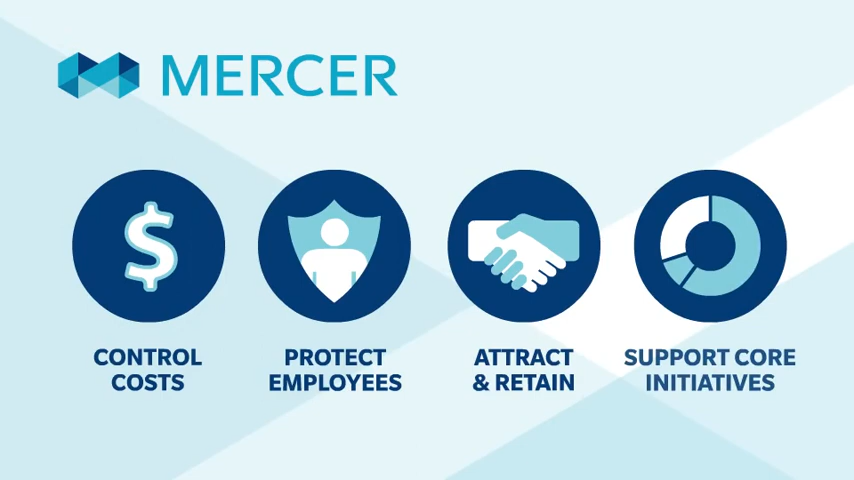 MERCER
CONTROL
COSTS
PROTECT
EMPLOYEES
ATTRACT
& RETAIN
SUPPORT CORE
INITIATIVES